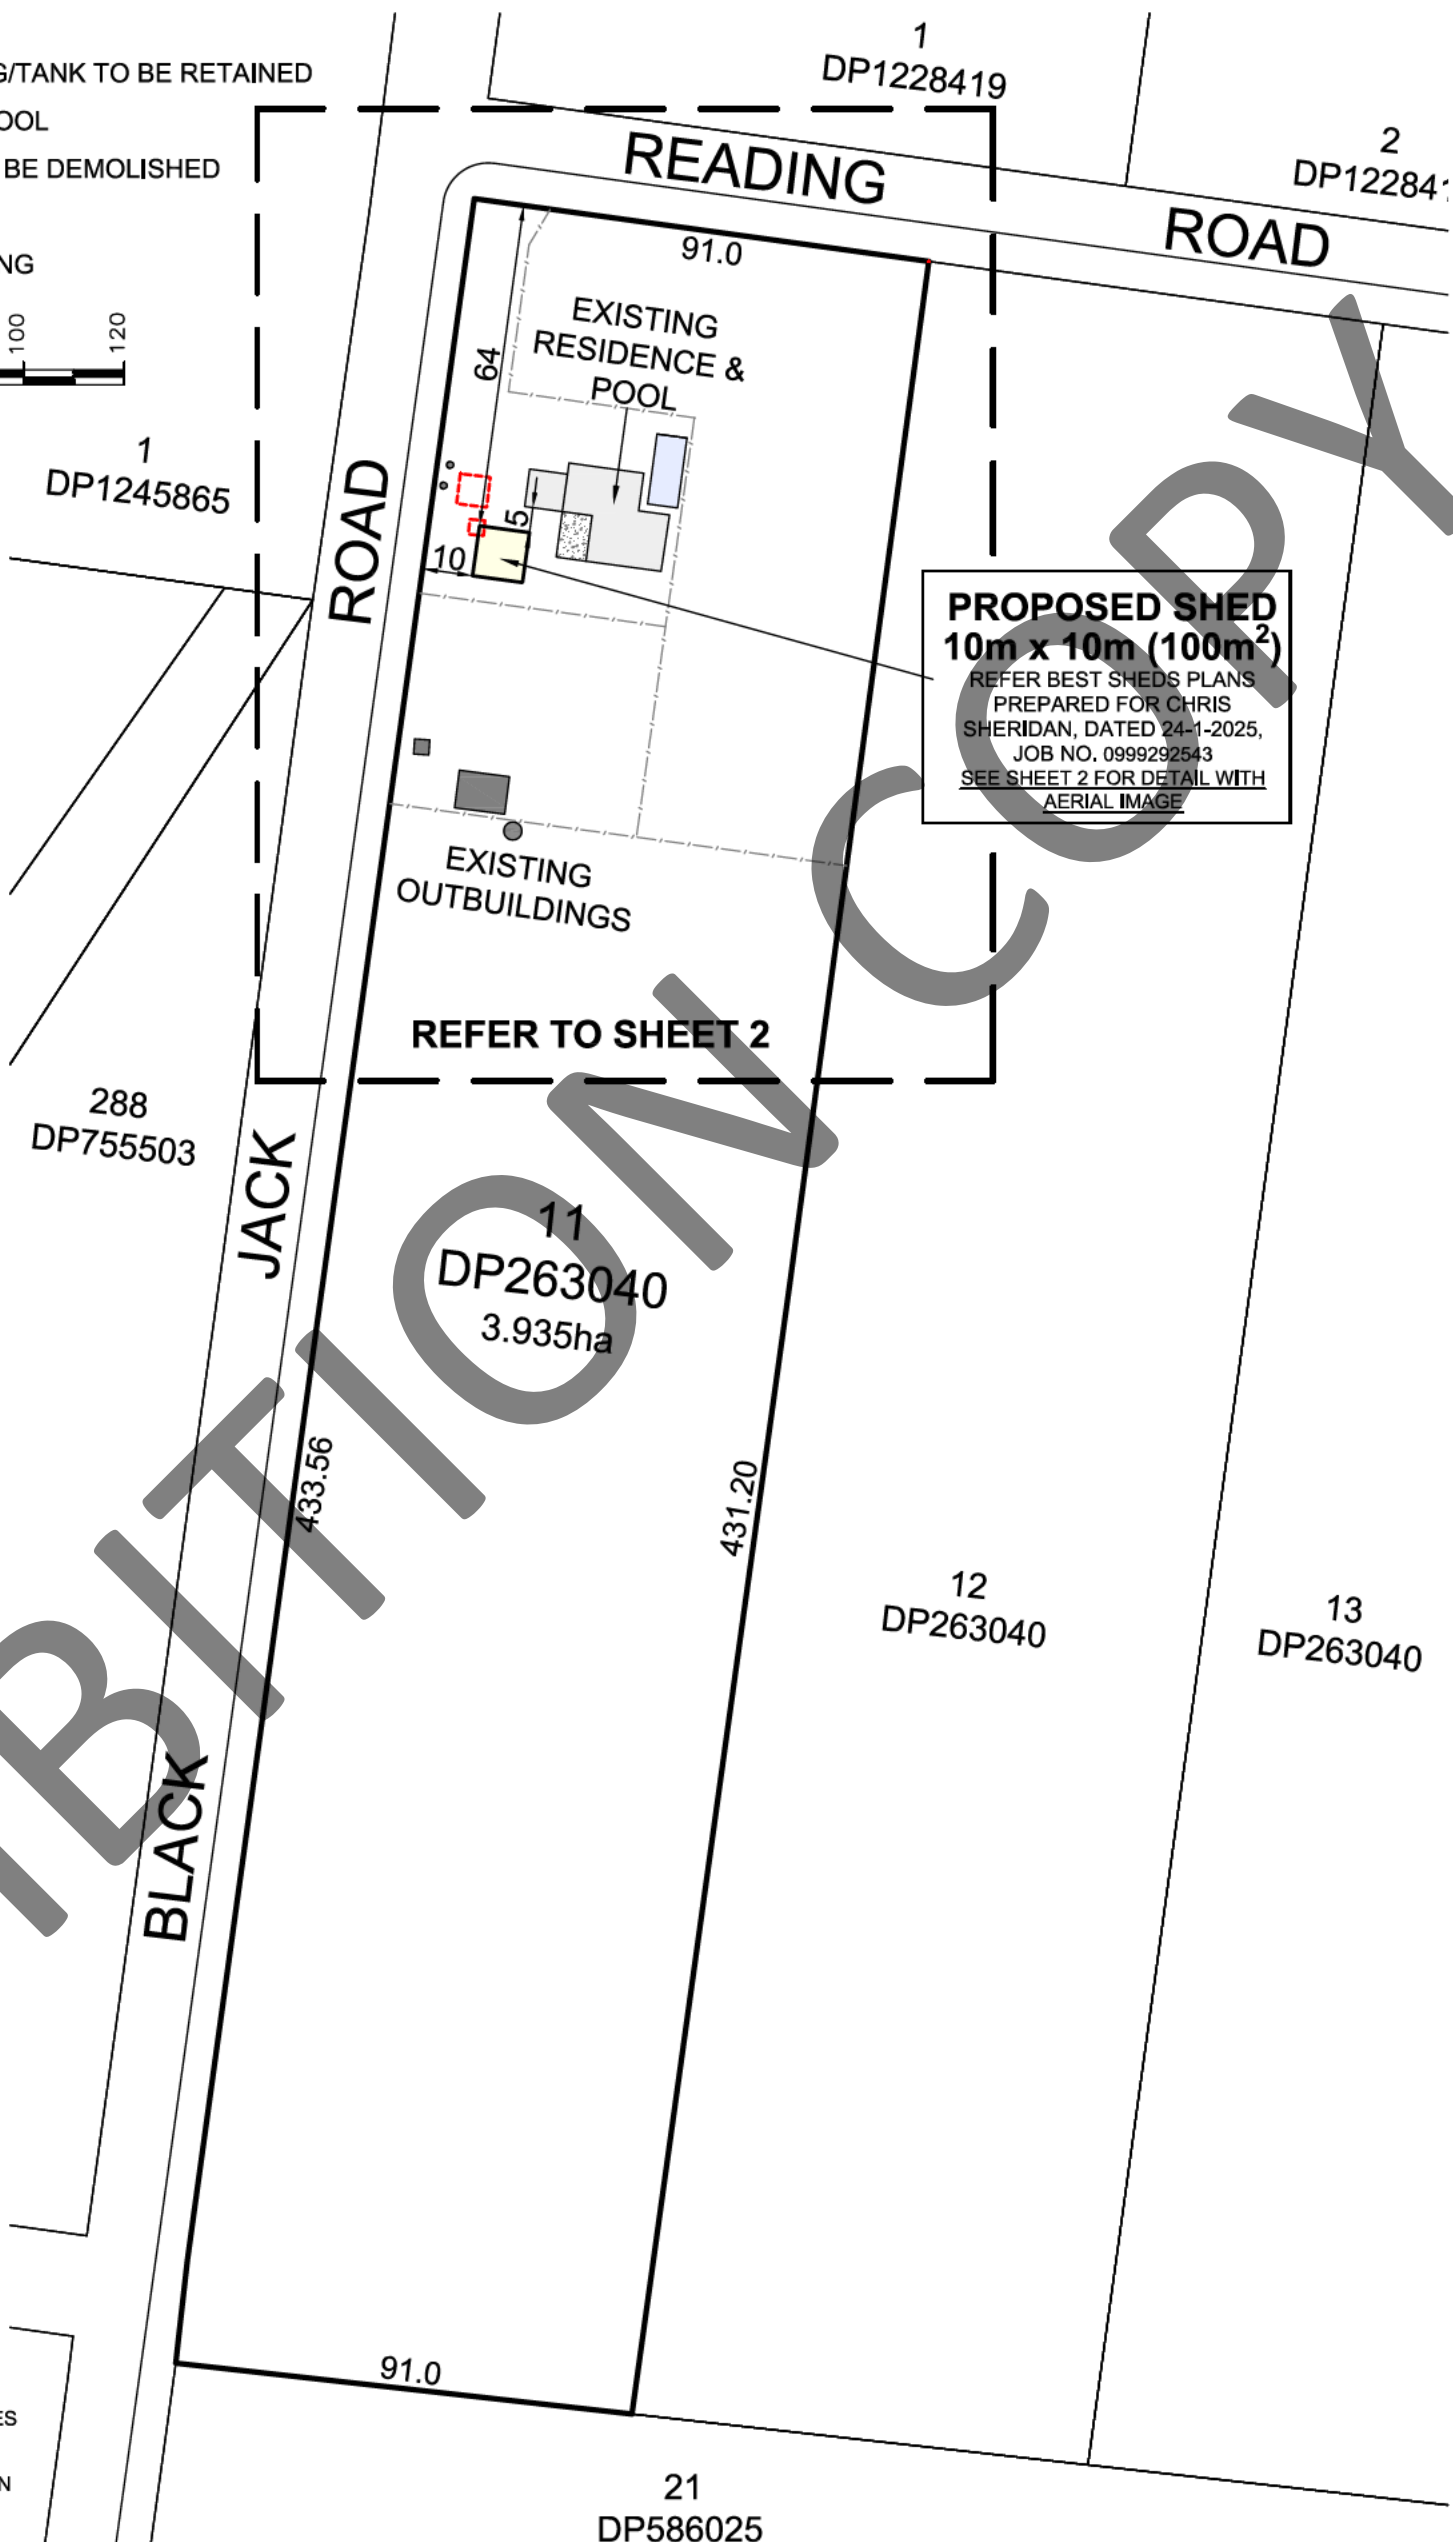 G/TANK TO BE RETAINED
OOL
BE DEMOLISHED
NG
100
120
1
DP1228419
2
DP122841
READING
ROAD
91.0
64
EXISTING
RESIDENCE &
POOL
1
DP1245865
ROAD
5
10
PROPOSED SHED
10m x 10m (100m²)
REFER BEST SHEDS PLANS
PREPARED FOR CHRIS
SHERIDAN, DATED 24-1-2025,
JOB NO. 0999292543
SEE SHEET 2 FOR DETAIL WITH
AERIAL IMAGE
EXISTING
OUTBUILDINGS
REFER TO SHEET 2
288
DP755503
JACK
11
DP263040
3.935ha
433.56
431.20
12
DP263040
13
DP263040
BLACK
91.0
ES
N
21
DP586025
IBITION COPY